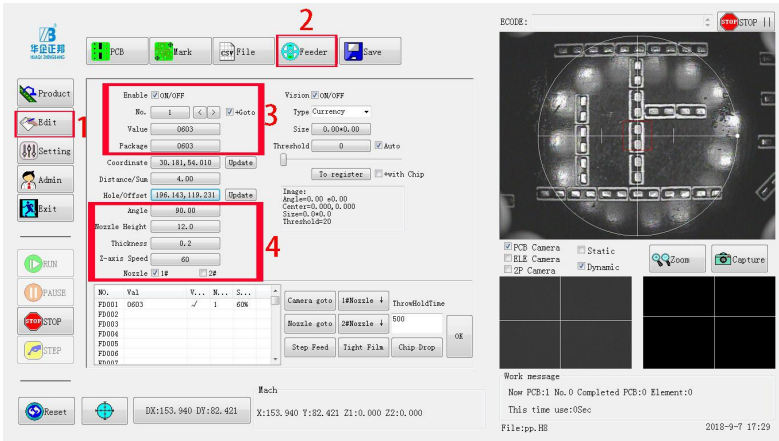 2
ECODE:
STOP STOP ||
华企正邦
HUAQI ZHENGBANG
PCB
Mark
csv File
Feeder
Save
Product
Edit
1
Setting
Admin
Exit
RUN
PAUSE
STOP STOP
STEP
Reset
Enable ON/OFF
No. 1 < > +Goto
3
Value 0603
Package 0603
Coordinate 30.181,54.010 Update
Distance/Sum 4.00
Hole/Offset 196.143,119.231 Update
Angle 90.00
Nozzle Height 12.0
4
Thickness 0.2
Z-axis Speed 60
Nozzle 1# 2#
Vision ON/OFF
Type Currency
Size 0.00*0.00
Threshold 0 Auto
To register +with Chip
Image:
Angle=0.00 e0.00
Center=0.000,0.000
Size=0.0*0.0
Threshold=20
NO. Val V... N... S...
FD001 0603 √ 1 60%
FD002
FD003
FD004
FD005
FD006
FD007
Camera goto 1#Nozzle ↓ ThrowHoldTime
Nozzle goto 2#Nozzle ↓ 500
Step Feed Tight Film Chip Drop OK
PCB Camera
ELE Camera
2P Camera
Static
Dynamic
Zoom
Capture
Work message
Now PCB:1 No.0 Completed PCB:0 Element:0
This time use:0Sec
DX:153.940 DY:82.421
Mach
X:153.940 Y:82.421 Z1:0.000 Z2:0.000
File:pp.H8
2018-9-7 17:29